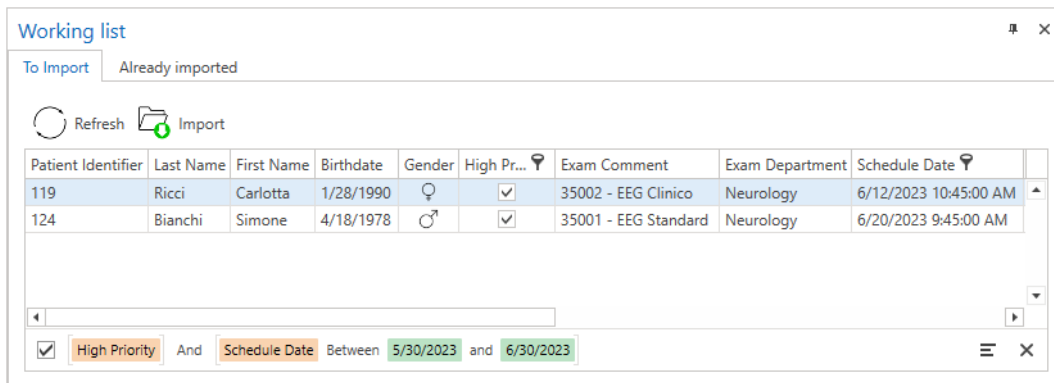 Working list
To Import Already imported
Refresh Import
Patient Identifier Last Name First Name Birthdate Gender High Pr... Exam Comment Exam Department Schedule Date
119 Ricci Carlotta 1/28/1990 35002 - EEG Clinico Neurology 6/12/2023 10:45:00 AM
124 Bianchi Simone 4/18/1978 35001 - EEG Standard Neurology 6/20/2023 9:45:00 AM
High Priority And Schedule Date Between 5/30/2023 and 6/30/2023